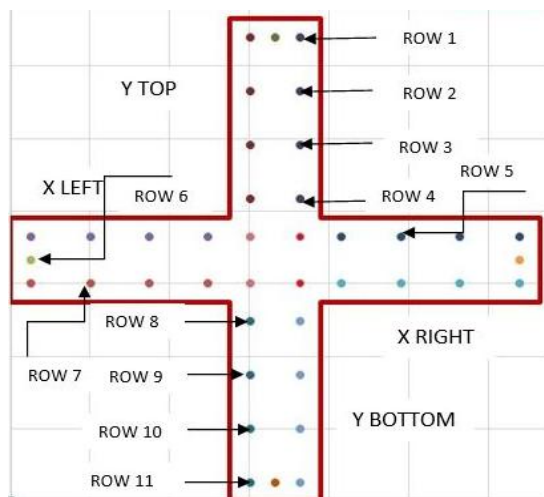 ROW 1
Y TOP
ROW 2
ROW 3
ROW 5
X LEFT
ROW 6
ROW 4
ROW 8
X RIGHT
ROW 7
ROW 9
Y BOTTOM
ROW 10
ROW 11